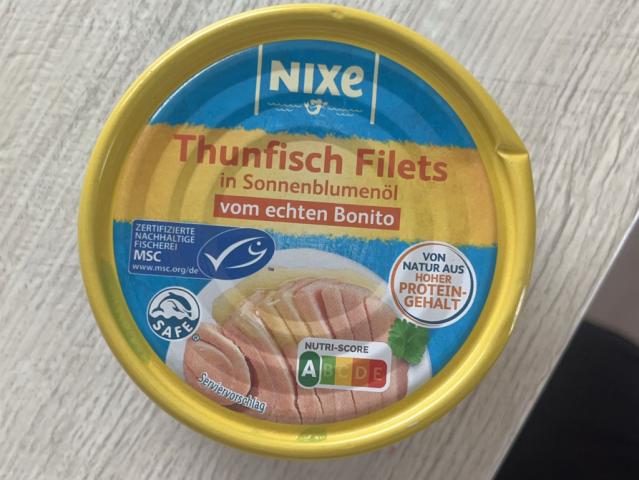 NIXE
Thunfisch Filets
in Sonnenblumenöl
vom echten Bonito
ZERTIFIZIERTE
NACHHALTIGE
FISCHEREI
MSC
www.msc.org/de
TM
VON
NATUR AUS
HOHER
PROTEIN-
GEHALT
SAFE
NUTRI-SCORE
A B C D E
Serviervorschlag